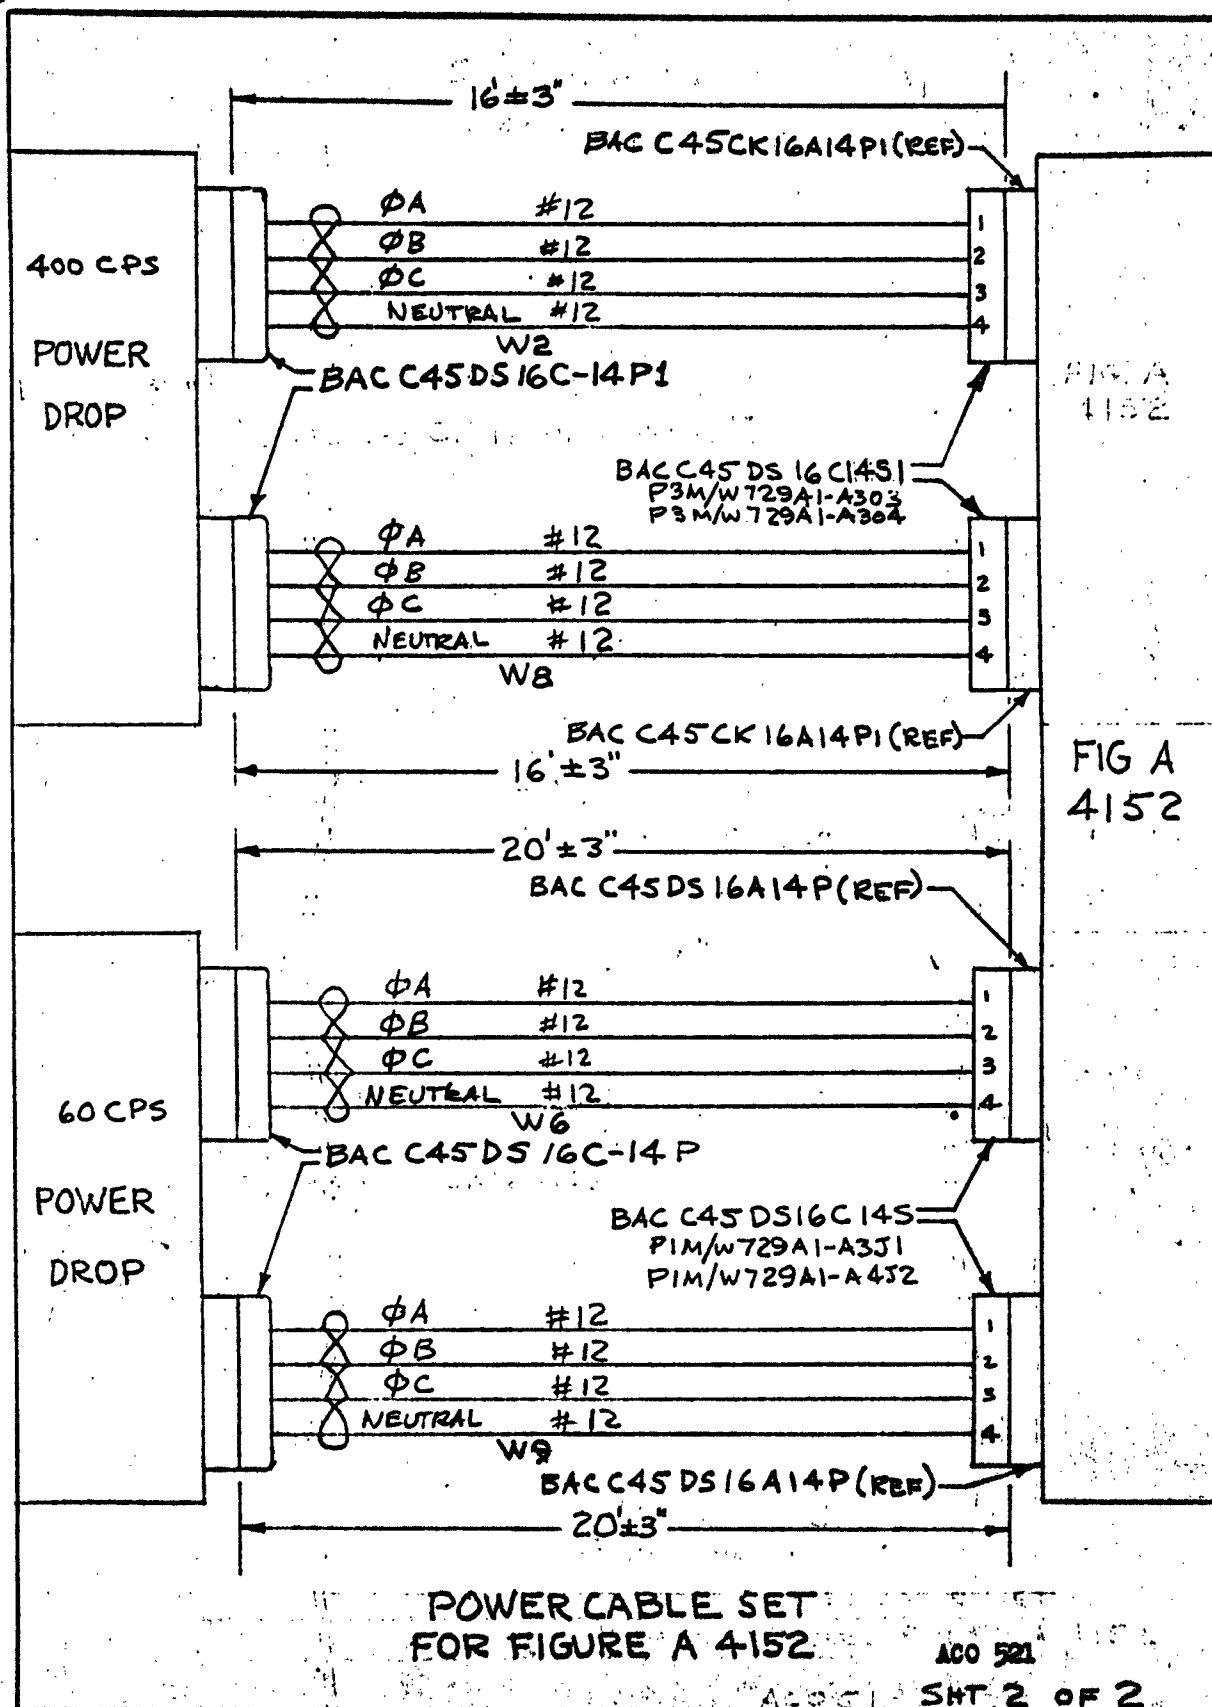 16'±3"
BAC C45CK16A14P1(REF)
400 CPS
POWER
DROP
ΦA #12
ΦB #12
ΦC #12
NEUTRAL #12
W2
1
2
3
4
BAC C45DS16C-14P1
FIG A
4152
BAC C45DS16C14S1
P3M/W729A1-A303
P3M/W729A1-A304
ΦA #12
ΦB #12
ΦC #12
NEUTRAL #12
W8
1
2
3
4
BAC C45CK16A14P1(REF)
16'±3"
FIG A
4152
20'±3"
BAC C45DS16A14P(REF)
60 CPS
POWER
DROP
ΦA #12
ΦB #12
ΦC #12
NEUTRAL #12
W6
1
2
3
4
BAC C45DS16C-14P
BAC C45DS16C14S
P1M/W729A1-A3J1
P1M/W729A1-A4J2
ΦA #12
ΦB #12
ΦC #12
NEUTRAL #12
W9
1
2
3
4
BAC C45DS16A14P(REF)
20'±3"
POWER CABLE SET
FOR FIGURE A 4152
ACO 521
SHT 2 OF 2